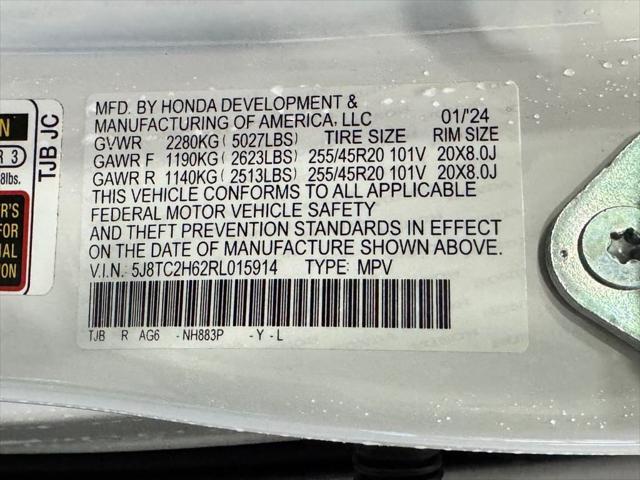 MFD. BY HONDA DEVELOPMENT &
MANUFACTURING OF AMERICA, LLC 01/'24
GVWR 2280KG ( 5027LBS) TIRE SIZE RIM SIZE
GAWR F 1190KG ( 2623LBS) 255/45R20 101V 20X8.0J
GAWR R 1140KG ( 2513LBS) 255/45R20 101V 20X8.0J
THIS VEHICLE CONFORMS TO ALL APPLICABLE
FEDERAL MOTOR VEHICLE SAFETY
AND THEFT PREVENTION STANDARDS IN EFFECT
ON THE DATE OF MANUFACTURE SHOWN ABOVE.
V.I.N. 5J8TC2H62RL015914 TYPE: MPV
TJB R AG6 -NH883P -Y-L
TJB JC
R 3
8lbs.
FOR